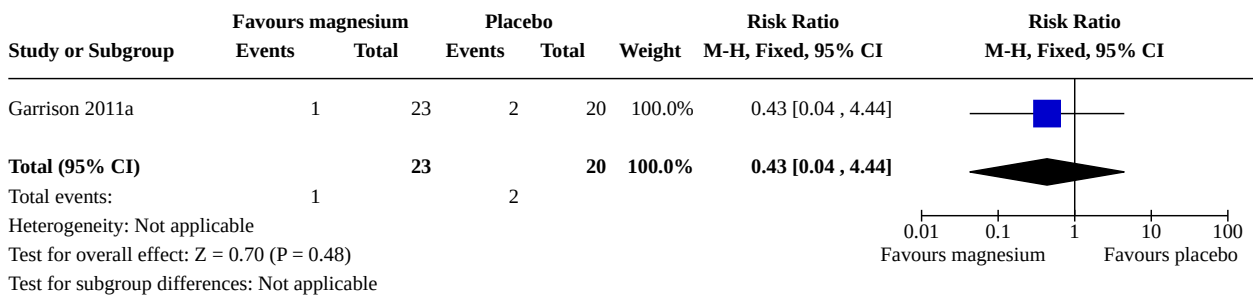 Favours magnesium Placebo Risk Ratio Risk Ratio
Study or Subgroup Events Total Events Total Weight M-H, Fixed, 95% CI M-H, Fixed, 95% CI
Garrison 2011a 1 23 2 20 100.0% 0.43 [0.04 , 4.44]
Total (95% CI) 23 20 100.0% 0.43 [0.04 , 4.44]
Total events: 1 2
Heterogeneity: Not applicable
0.01 0.1 1 10 100
Test for overall effect: Z = 0.70 (P = 0.48) Favours magnesium Favours placebo
Test for subgroup differences: Not applicable